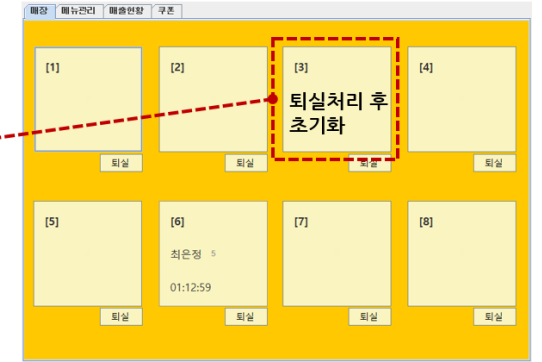 매장 메뉴관리 매출현황 쿠폰
[1] [2] [3] [4]
퇴실처리 후
초기화
퇴실 퇴실 퇴실 퇴실
[5] [6] [7] [8]
최은정 5
01:12:59
퇴실 퇴실 퇴실 퇴실